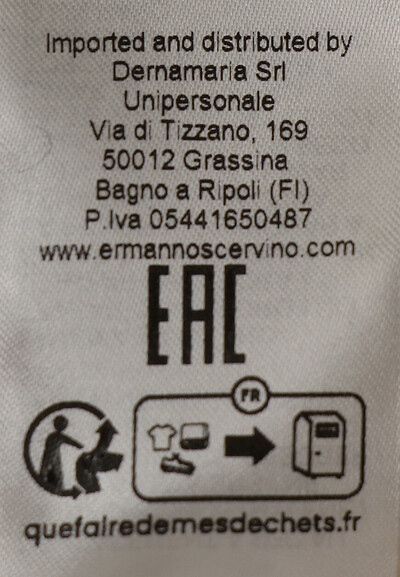 Imported and distributed by
Dernamaria Srl
Unipersonale
Via di Tizzano, 169
50012 Grassina
Bagno a Ripoli (FI)
P.Iva 05441650487
www.ermannoscervino.com
EAC
FR
quefairedemesdechets.fr